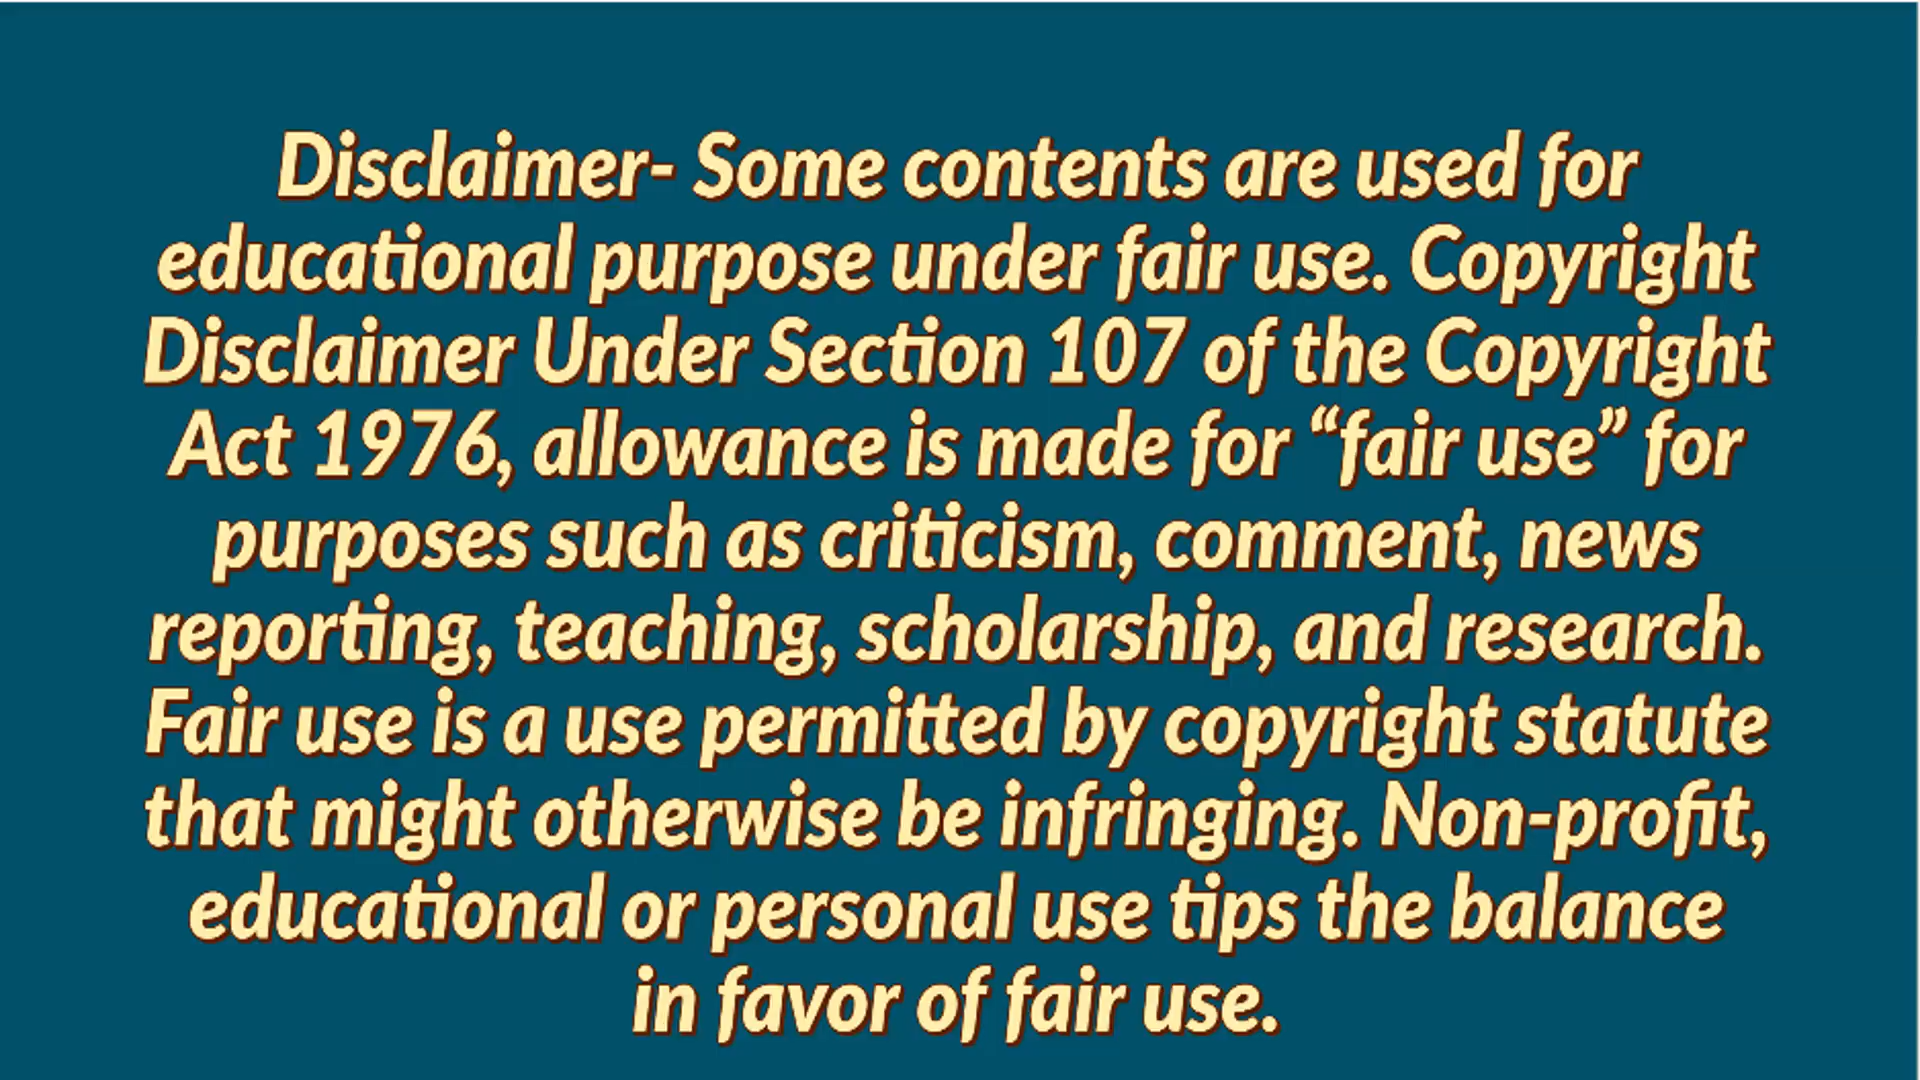 Disclaimer- Some contents are used for
educational purpose under fair use. Copyright
Disclaimer Under Section 107 of the Copyright
Act 1976, allowance is made for “fair use” for
purposes such as criticism, comment, news
reporting, teaching, scholarship, and research.
Fair use is a use permitted by copyright statute
that might otherwise be infringing. Non-profit,
educational or personal use tips the balance
in favor of fair use.